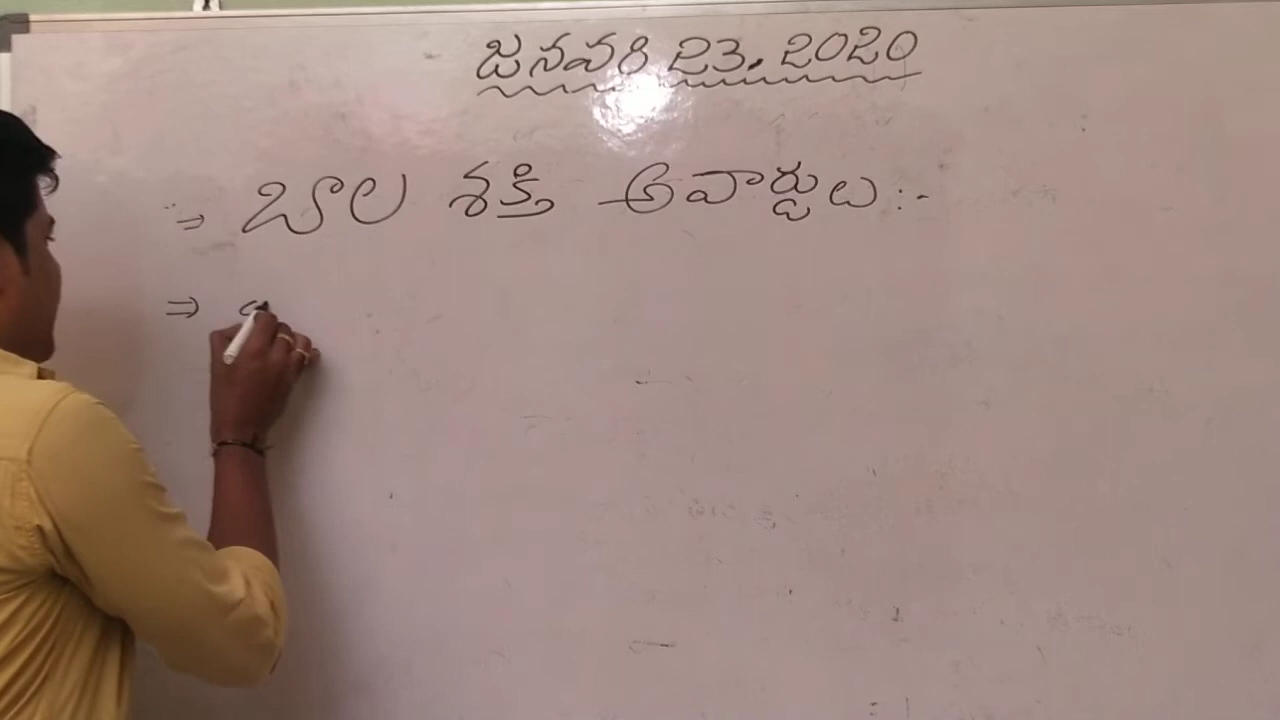 జనవరి 23. 2020
⇒ బాల శక్తి అవార్డులు :-
⇒